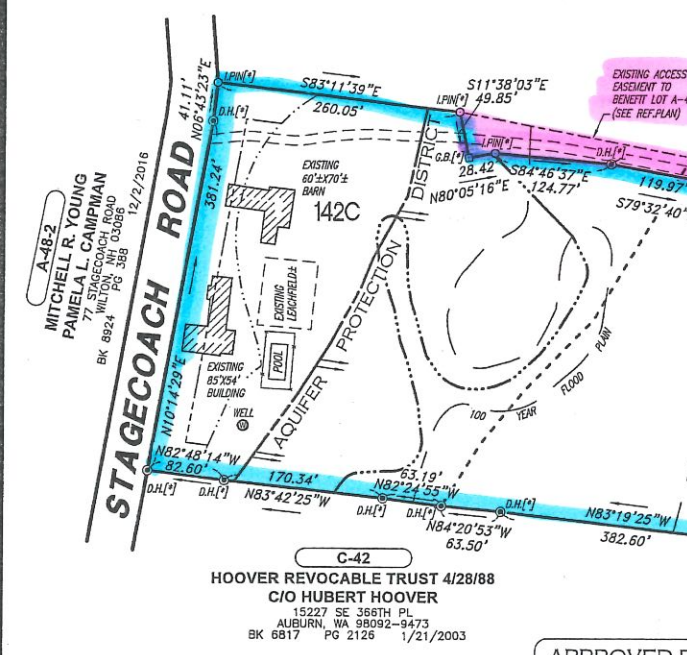 I.PIN[*]
S83°11'39"E
260.05'
41.11'
N06°43'23"E
D.H.[*]
381.24'
N10°14'29"E
STAGECOACH ROAD
A-48-2
MITCHELL R. YOUNG
PAMELA L. CAMPMAN
77 STAGECOACH ROAD
WILTON, NH 03086
BK 8924 PG 388 12/2/2016
I.PIN[*]
S11°38'03"E
49.85'
EXISTING ACCESS
EASEMENT TO
BENEFIT LOT A-4
(SEE REF.PLAN)
I.PIN[*]
G.B.[*]
28.42
N80°05'16"E
S84°46'37"E
124.77'
D.H.[*]
119.97'
S79°32'40"
EXISTING
60'±X70'±
BARN
142C
AQUIFER PROTECTION DISTRICT
EXISTING
LEACHFIELD±
POOL
EXISTING
85'X54'
BUILDING
WELL
W
100 YEAR FLOOD PLAIN
N82°48'14"W
82.60'
D.H.[*]
D.H.[*]
170.34'
N83°42'25"W
63.19'
N82°24'55"W
D.H.[*]
D.H.[*]
N84°20'53"W
63.50'
D.H.[*]
N83°19'25"W
382.60'
C-42
HOOVER REVOCABLE TRUST 4/28/88
C/O HUBERT HOOVER
15227 SE 366TH PL
AUBURN, WA 98092-9473
BK 6817 PG 2126 1/21/2003